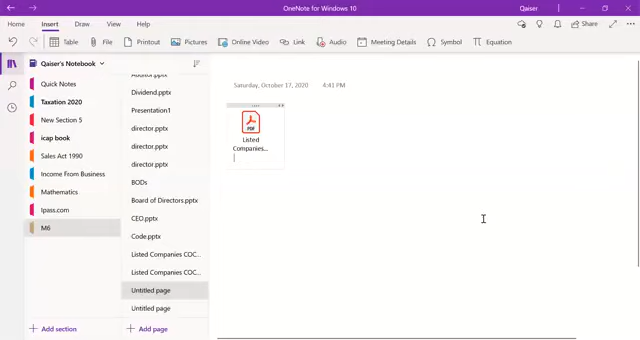 OneNote for Windows 10
Qaiser
Home Insert Draw View Help Share
Table File Printout Pictures Online Video Link Audio Meeting Details Symbol Equation
Qaiser's Notebook
Quick Notes
Taxation 2020
New Section 5
icap book
Sales Act 1990
Income From Business
Mathematics
Ipass.com
M6
Add section
Auditor.pptx
Dividend.pptx
Presentation1
director.pptx
director.pptx
director.pptx
BODs
Board of Directors.pptx
CEO.pptx
Code.pptx
Listed Companies COC...
Listed Companies COC...
Untitled page
Untitled page
Add page
Saturday, October 17, 2020 4:41 PM
PDF
Listed
Companies...